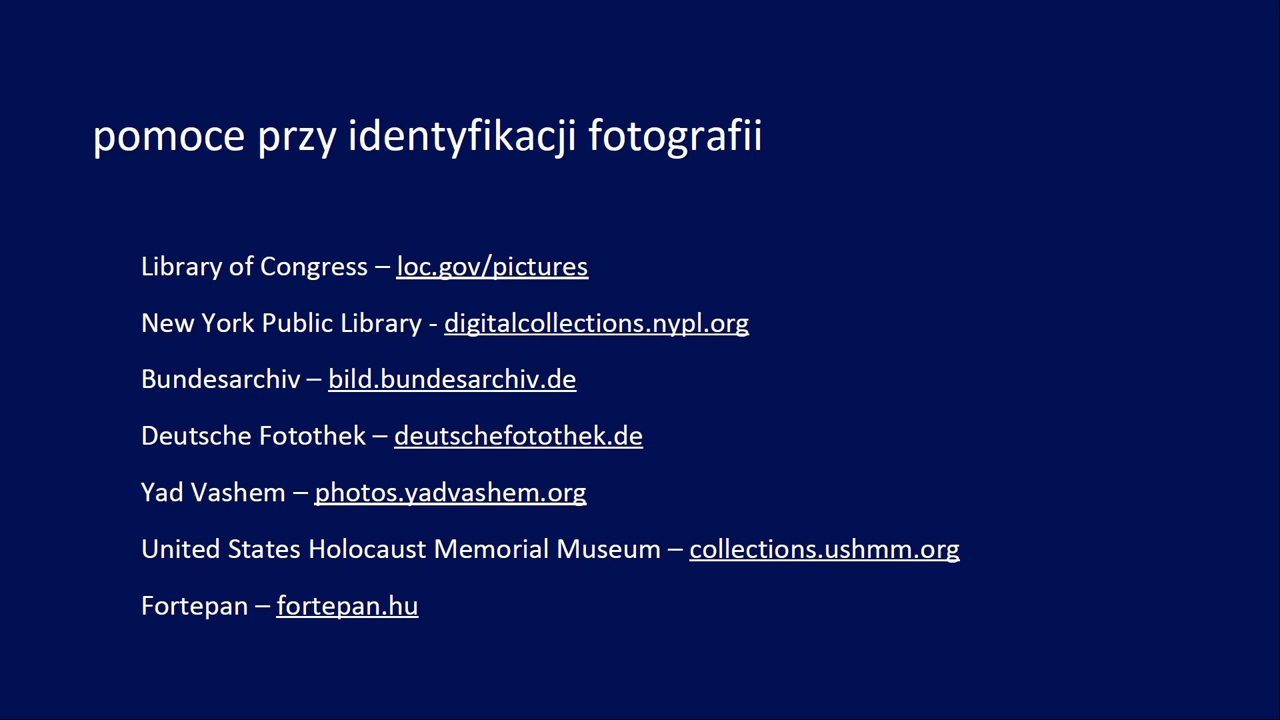 pomoce przy identyfikacji fotografii
Library of Congress – loc.gov/pictures
New York Public Library - digitalcollections.nypl.org
Bundesarchiv – bild.bundesarchiv.de
Deutsche Fotothek – deutschefotothek.de
Yad Vashem – photos.yadvashem.org
United States Holocaust Memorial Museum – collections.ushmm.org
Fortepan – fortepan.hu